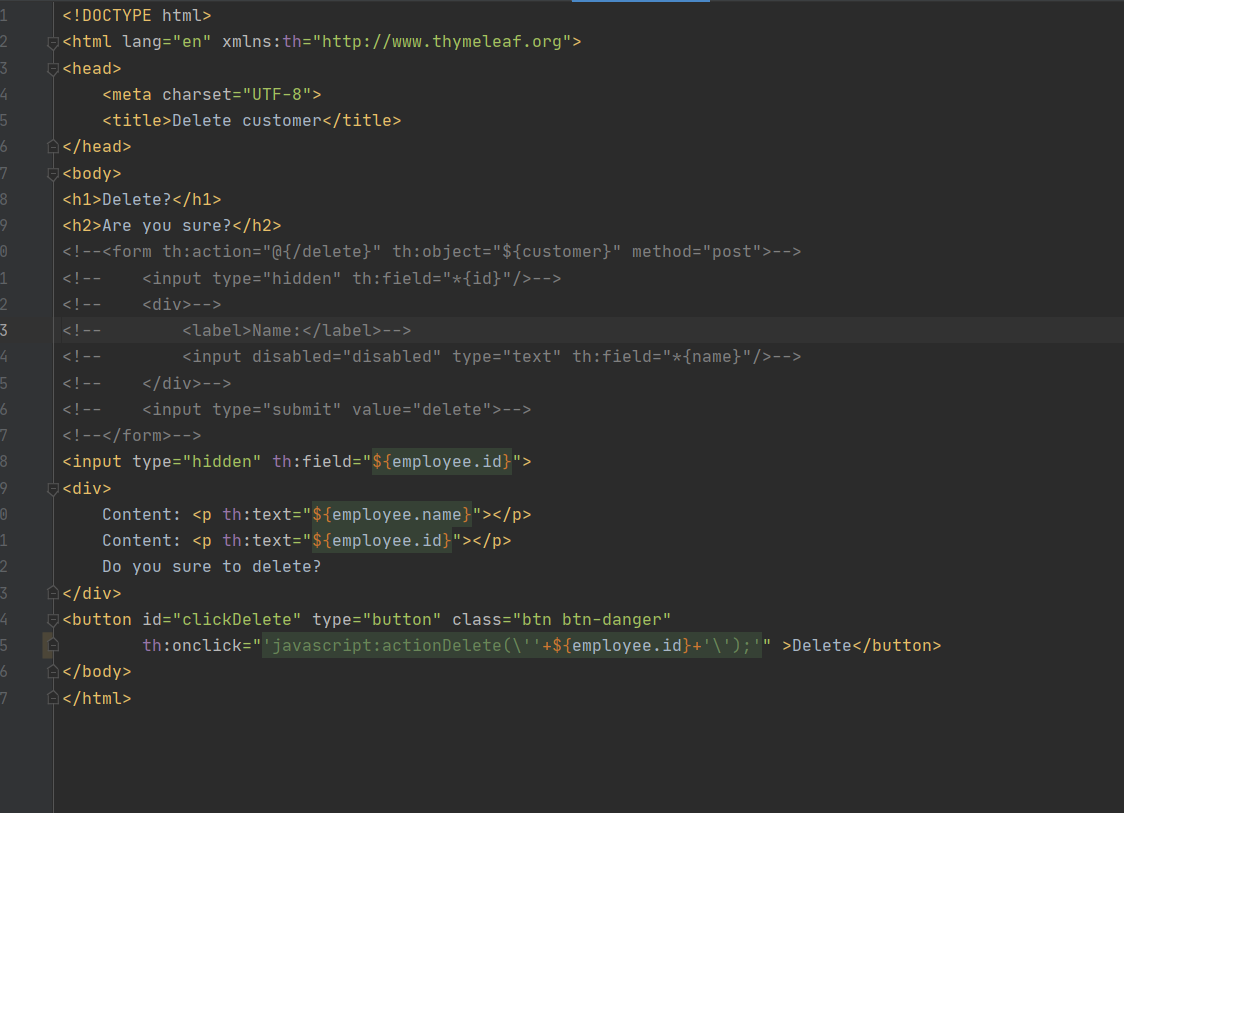 1 <!DOCTYPE html>
2 <html lang="en" xmlns:th="http://www.thymeleaf.org">
3 <head>
4     <meta charset="UTF-8">
5     <title>Delete customer</title>
6 </head>
7 <body>
8 <h1>Delete?</h1>
9 <h2>Are you sure?</h2>
0 <!--<form th:action="@{/delete}" th:object="${customer}" method="post">-->
1 <!--    <input type="hidden" th:field="*{id}"/>-->
2 <!--    <div>-->
3 <!--        <label>Name:</label>-->
4 <!--        <input disabled="disabled" type="text" th:field="*{name}"/>-->
5 <!--    </div>-->
6 <!--    <input type="submit" value="delete">-->
7 <!--</form>-->
8 <input type="hidden" th:field="${employee.id}">
9 <div>
0     Content: <p th:text="${employee.name}"></p>
1     Content: <p th:text="${employee.id}"></p>
2     Do you sure to delete?
3 </div>
4 <button id="clickDelete" type="button" class="btn btn-danger"
5         th:onclick="'javascript:actionDelete(\''+${employee.id}+'\');'" >Delete</button>
6 </body>
7 </html>